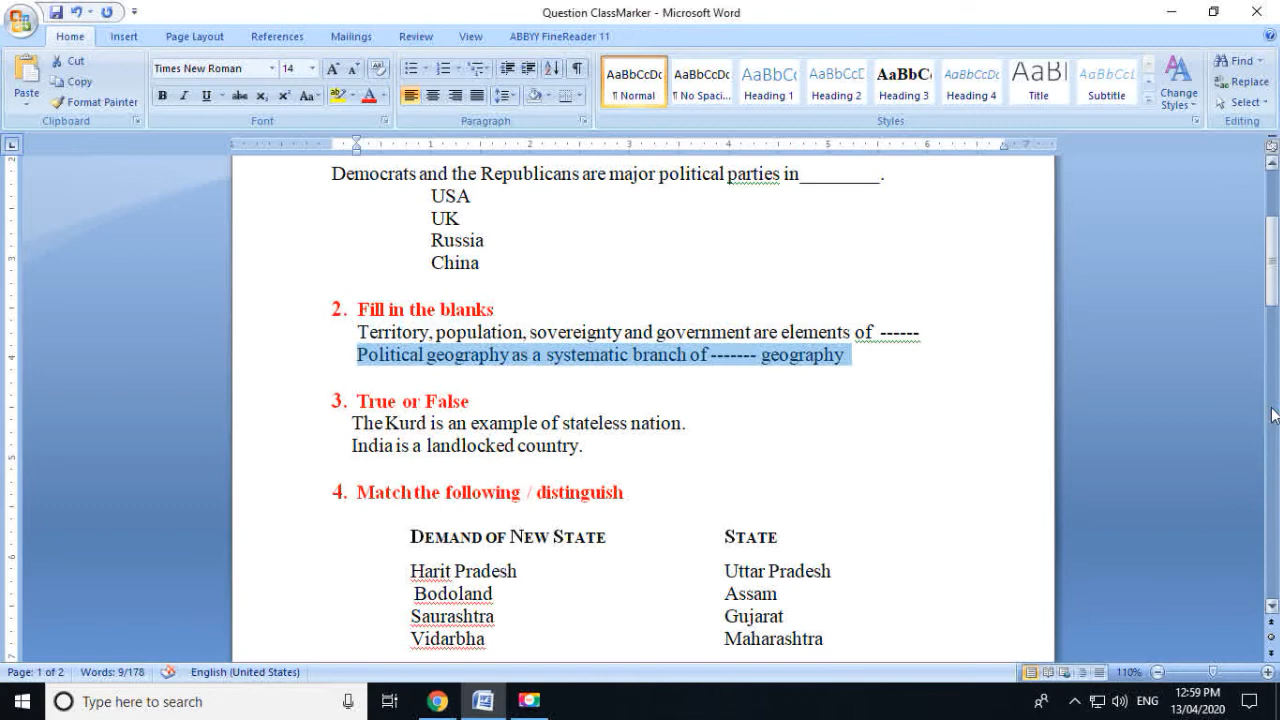 Question ClassMarker - Microsoft Word
Home Insert Page Layout References Mailings Review View ABBYY FineReader 11
Paste Cut Copy Format Painter Clipboard
Times New Roman 14 Font
Paragraph
AaBbCcDc AaBbCcDc AaBbC AaBbCcD AaBbC AaBbCcD AaBl AaBbCcD
¶ Normal ¶ No Spaci... Heading 1 Heading 2 Heading 3 Heading 4 Title Subtitle
Styles
Change Styles
Find Replace Select Editing
Democrats and the Republicans are major political parties in________.
USA
UK
Russia
China
2. Fill in the blanks
Territory, population, sovereignty and government are elements of ------
Political geography as a systematic branch of ------- geography
3. True or False
The Kurd is an example of stateless nation.
India is a landlocked country.
4. Match the following / distinguish
DEMAND OF NEW STATE STATE
Harit Pradesh Uttar Pradesh
Bodoland Assam
Saurashtra Gujarat
Vidarbha Maharashtra
Page: 1 of 2 Words: 9/178 English (United States) 110%
Type here to search ENG 12:59 PM
13/04/2020